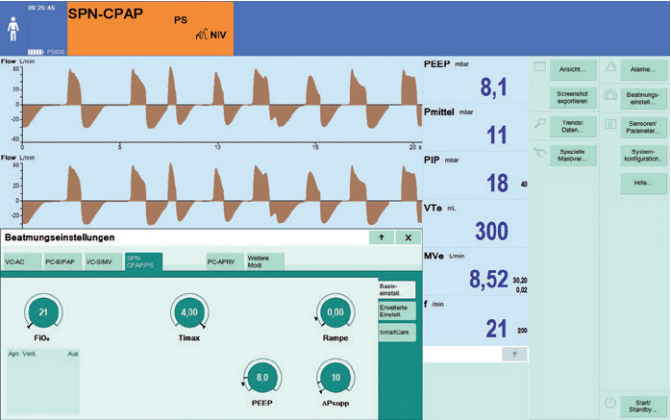 09:25:45
SPN-CPAP
PS
NIV
PS500
Flow L/min
80
20
0
-20
-40
0 5 10 15 20 s
Flow L/min
80
20
0
-20
PEEP mbar
8,1
Pmittel mbar
11
PIP mbar
18 40
VTe mL
300
MVe L/min
8,52 30,20
0,02
f /min
21 200
Ansicht...
Alarme...
Screenshot
exportieren
Beatmungs-
einstell...
Trends/
Daten...
Sensoren/
Parameter...
Spezielle
Manöver...
System-
konfiguration...
Hilfe...
Start/
Standby...
Beatmungseinstellungen
X
VC-AC
PC-BIPAP
VC-SIMV
SPN-
CPAP/PS
PC-APRV
Weitere
Modi
Basis-
einstell.
Erweiterte
Einstell.
SmartCare
21
FiO₂
4,00
Timax
0,00
Rampe
Apn. Vent. Aus
8,0
PEEP
10
ΔPsupp